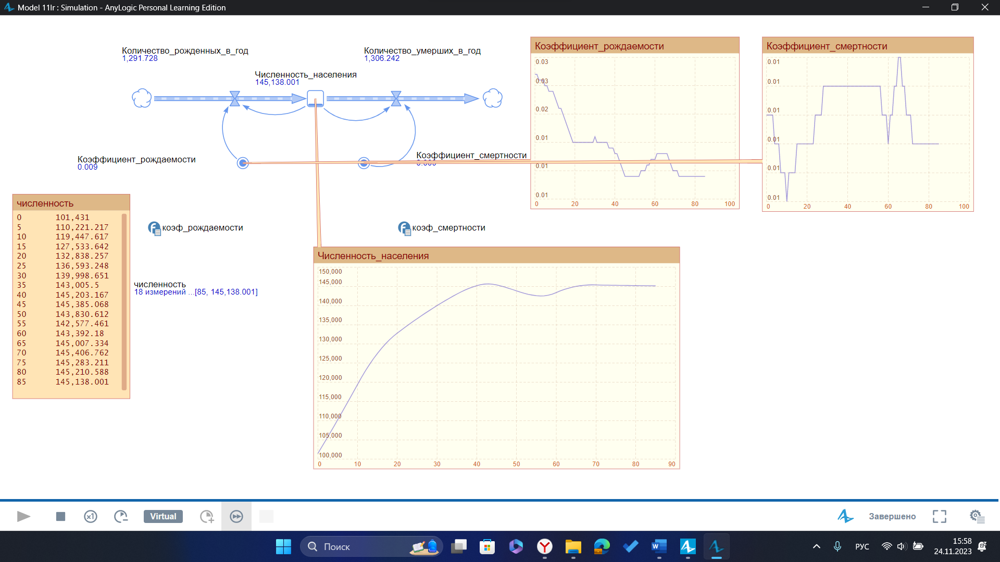 Model 11lr : Simulation - AnyLogic Personal Learning Edition
Количество_рожденных_в_год
1,291.728
Количество_умерших_в_год
1,306.242
Численность_населения
145,138.001
Коэффициент_рождаемости
0.009
Коэффициент_смертности
0.009
Коэффициент_рождаемости
0.03
0.03
0.02
0.01
0.01
0.01
0 20 40 60 80 100
Коэффициент_смертности
0.01
0.01
0.01
0.01
0.01
0.01
0 20 40 60 80 100
численность
0 101,431
5 110,221.217
10 119,447.617
15 127,533.642
20 132,838.257
25 136,593.248
30 139,998.651
35 143,005.5
40 145,203.167
45 145,385.068
50 143,830.612
55 142,577.461
60 143,392.18
65 145,007.334
70 145,406.762
75 145,283.211
80 145,210.588
85 145,138.001
коэф_рождаемости
коэф_смертности
численность
18 измерений ...[85, 145,138.001]
Численность_населения
150,000
145,000
140,000
135,000
130,000
125,000
120,000
115,000
110,000
105,000
100,000
0 10 20 30 40 50 60 70 80 90
x1
Virtual
Завершено
Поиск
РУС
15:58
24.11.2023